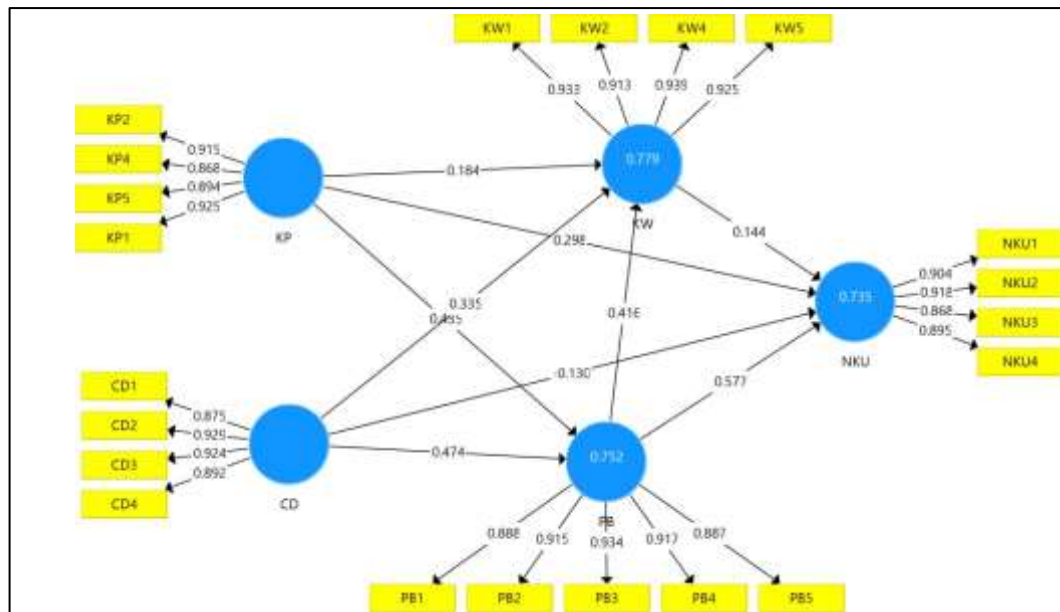 KW1 KW2 KW4 KW5
0.933 0.913 0.939 0.925
KP2
KP4
KP5
KP1
0.915
0.868
0.894
0.925
KP
0.184
0.779
KW
0.298
0.144
0.335
0.435
0.416
0.735
NKU
NKU1
NKU2
NKU3
NKU4
0.904
0.918
0.868
0.895
CD1
CD2
CD3
CD4
0.875
0.929
0.924
0.892
CD
-0.130
0.474
0.577
0.752
PB
0.888 0.915 0.934 0.917 0.887
PB1 PB2 PB3 PB4 PB5